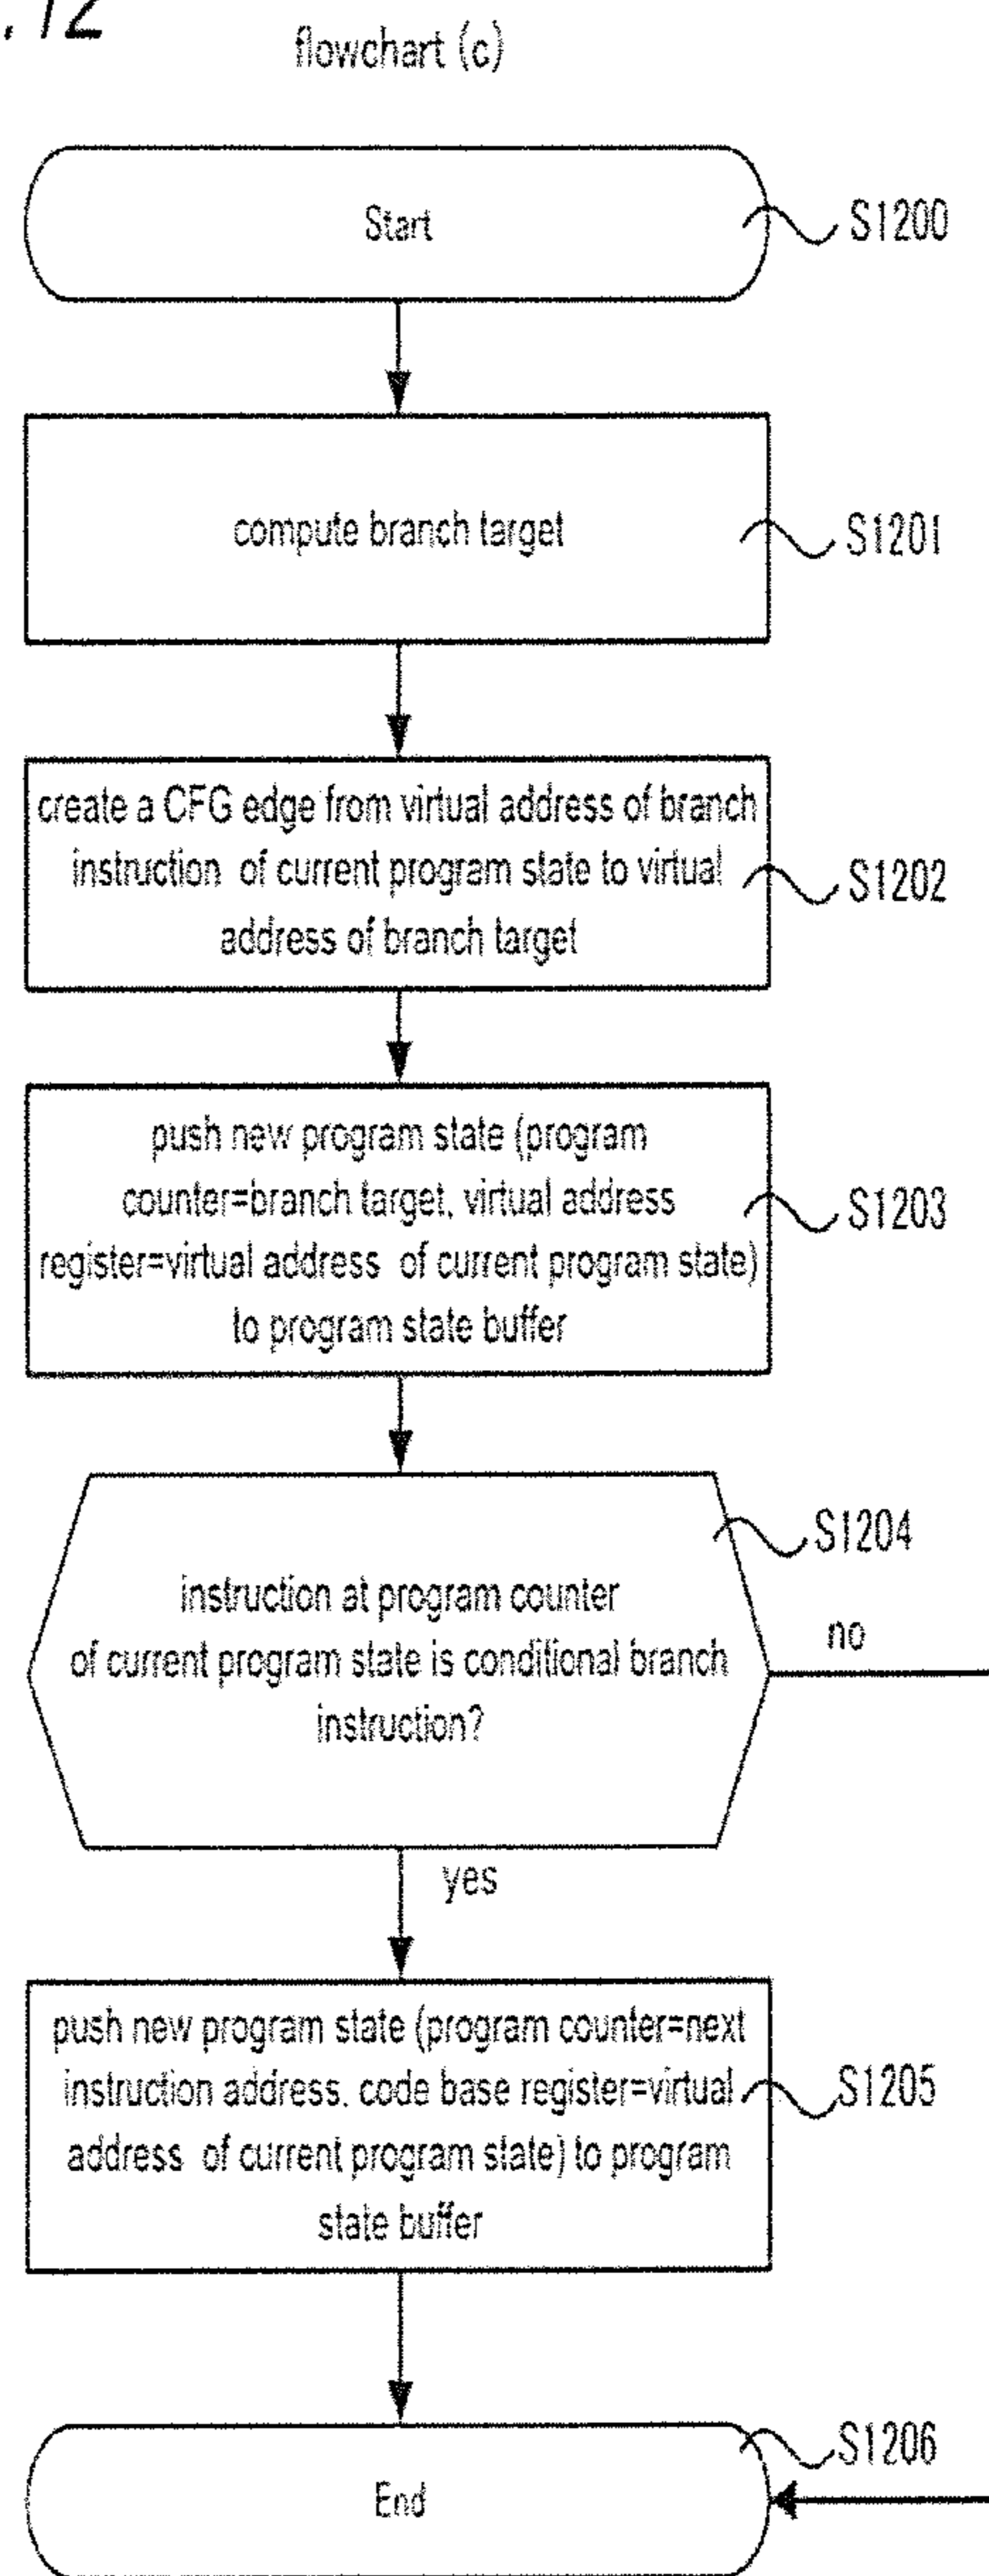 . 12
flowchart (c)
Start
S1200
compute branch target
S1201
create a CFG edge from virtual address of branch
instruction of current program state to virtual
address of branch target
S1202
push new program state (program
counter=branch target, virtual address
register=virtual address of current program state)
to program state buffer
S1203
S1204
instruction at program counter
of current program state is conditional branch
instruction?
no
yes
push new program state (program counter=next
instruction address, code base register=virtual
address of current program state) to program
state buffer
S1205
S1206
End